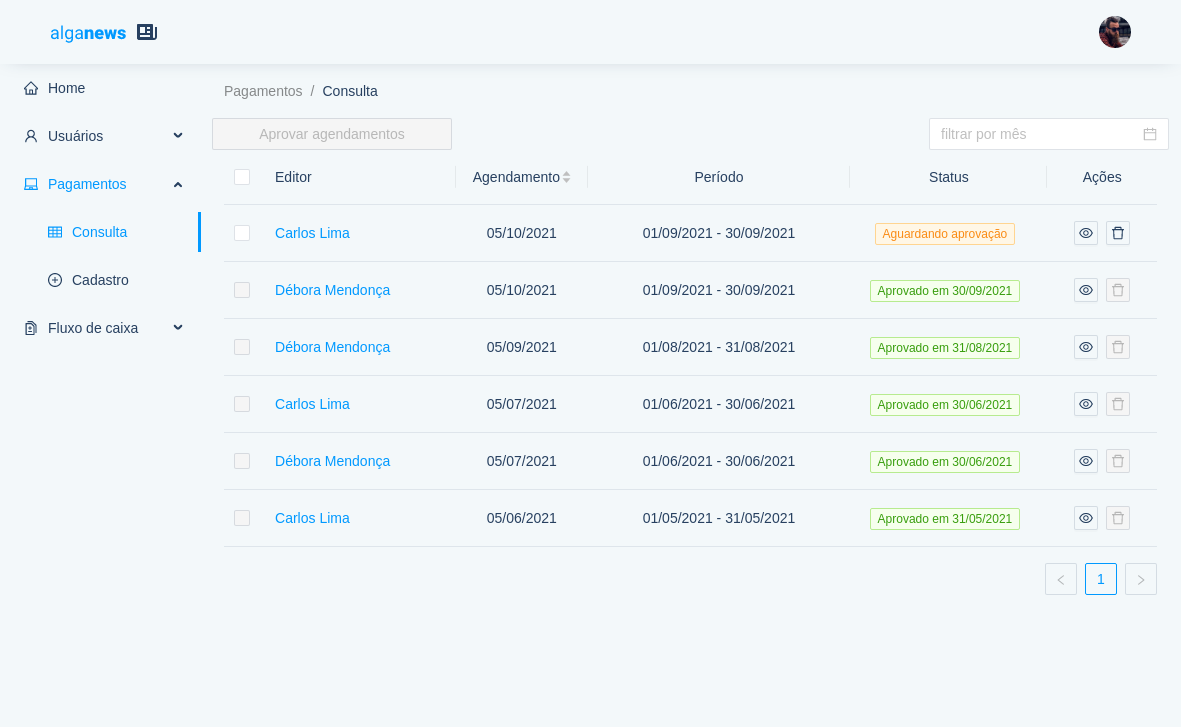 alganews
Home
Usuários
Pagamentos
Consulta
Cadastro
Fluxo de caixa
Pagamentos / Consulta
Aprovar agendamentos
filtrar por mês
Editor Agendamento Período Status Ações
Carlos Lima 05/10/2021 01/09/2021 - 30/09/2021 Aguardando aprovação
Débora Mendonça 05/10/2021 01/09/2021 - 30/09/2021 Aprovado em 30/09/2021
Débora Mendonça 05/09/2021 01/08/2021 - 31/08/2021 Aprovado em 31/08/2021
Carlos Lima 05/07/2021 01/06/2021 - 30/06/2021 Aprovado em 30/06/2021
Débora Mendonça 05/07/2021 01/06/2021 - 30/06/2021 Aprovado em 30/06/2021
Carlos Lima 05/06/2021 01/05/2021 - 31/05/2021 Aprovado em 31/05/2021
1